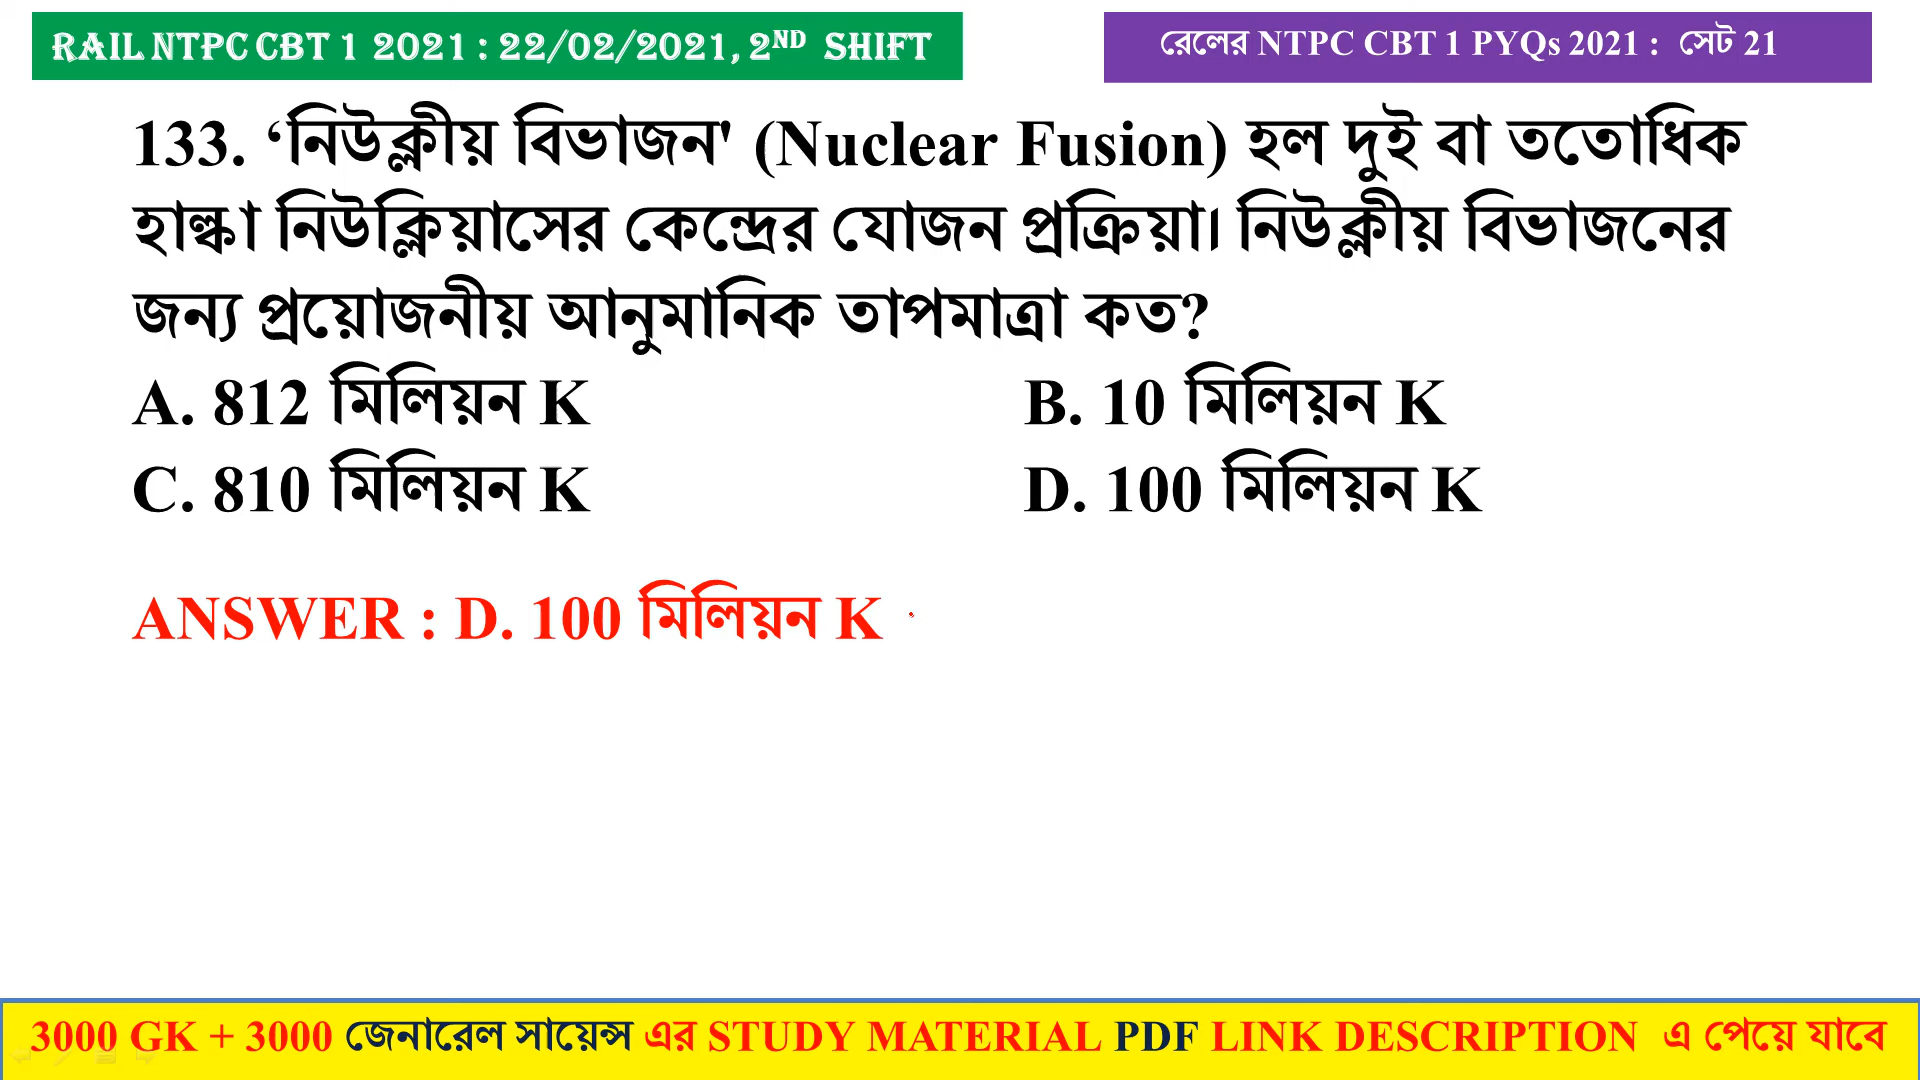 RAIL NTPC CBT 1 2021 : 22/02/2021, 2ND SHIFT
রেলের NTPC CBT 1 PYQs 2021 : সেট 21
133. ‘নিউক্লীয় বিভাজন' (Nuclear Fusion) হল দুই বা ততোধিক
হাল্কা নিউক্লিয়াসের কেন্দ্রের যোজন প্রক্রিয়া। নিউক্লীয় বিভাজনের
জন্য প্রয়োজনীয় আনুমানিক তাপমাত্রা কত?
A. 812 মিলিয়ন K B. 10 মিলিয়ন K
C. 810 মিলিয়ন K D. 100 মিলিয়ন K
ANSWER : D. 100 মিলিয়ন K
3000 GK + 3000 জেনারেল সায়েন্স এর STUDY MATERIAL PDF LINK DESCRIPTION এ পেয়ে যাবে